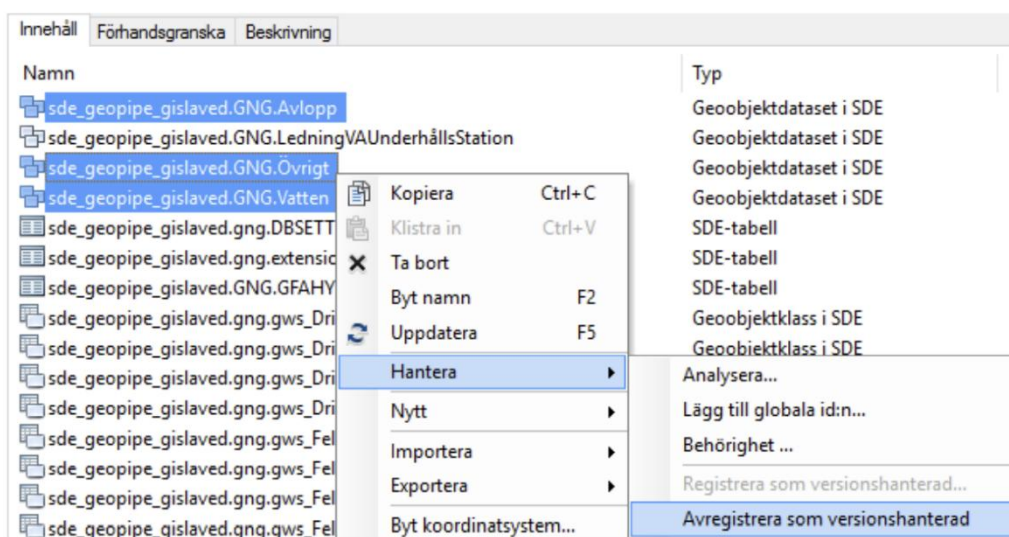 Innehåll Förhandsgranska Beskrivning
Namn Typ
sde_geopipe_gislaved.GNG.Avlopp Geoobjektdataset i SDE
sde_geopipe_gislaved.GNG.LedningVAUnderhållsStation Geoobjektdataset i SDE
sde_geopipe_gislaved.GNG.Övrigt Geoobjektdataset i SDE
sde_geopipe_gislaved.GNG.Vatten Geoobjektdataset i SDE
sde_geopipe_gislaved.gng.DBSETT SDE-tabell
sde_geopipe_gislaved.gng.extensio SDE-tabell
sde_geopipe_gislaved.GNG.GFAHY SDE-tabell
sde_geopipe_gislaved.gng.gws_Dri Geoobjektklass i SDE
sde_geopipe_gislaved.gng.gws_Dri Geoobjektklass i SDE
sde_geopipe_gislaved.gng.gws_Dri
sde_geopipe_gislaved.gng.gws_Dri
sde_geopipe_gislaved.gng.gws_Fel
sde_geopipe_gislaved.gng.gws_Fel
sde_geopipe_gislaved.gng.gws_Fel
sde_geopipe_gislaved.gng.gws_Fel
Kopiera Ctrl+C
Klistra in Ctrl+V
Ta bort
Byt namn F2
Uppdatera F5
Hantera
Nytt
Importera
Exportera
Byt koordinatsystem...
Analysera...
Lägg till globala id:n...
Behörighet ...
Registrera som versionshanterad...
Avregistrera som versionshanterad